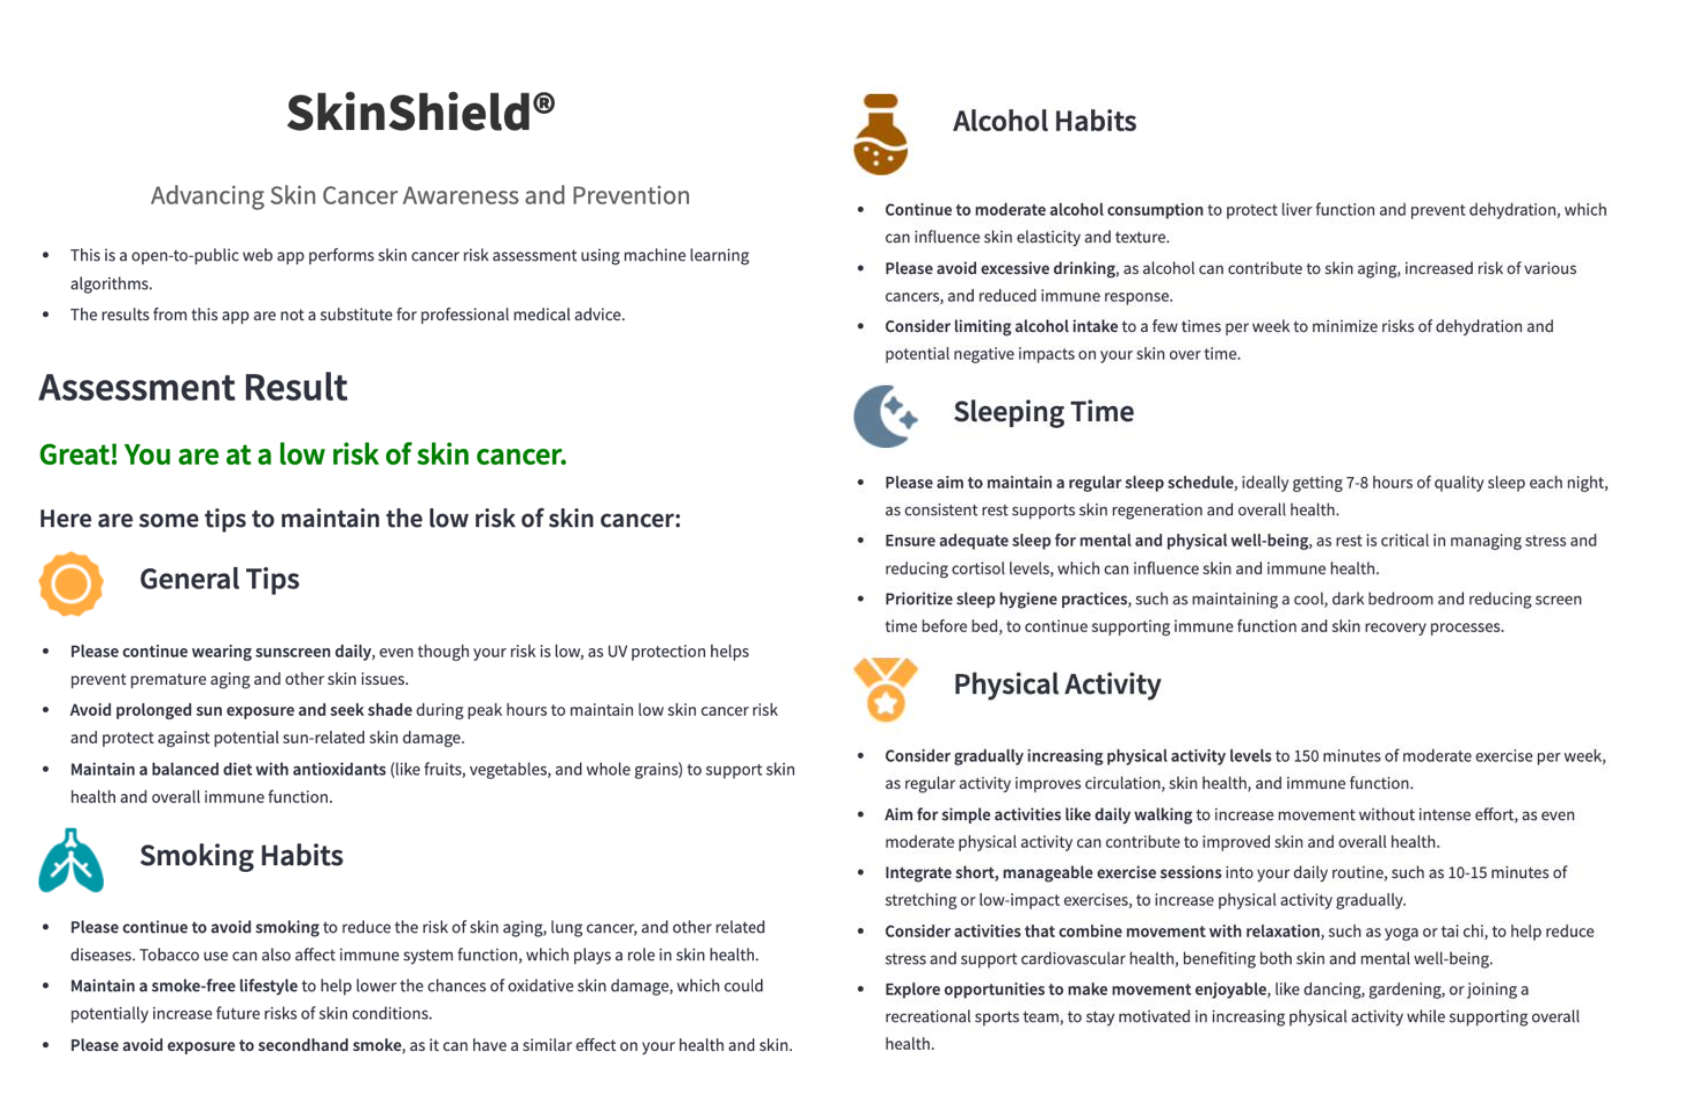 SkinShield®
Advancing Skin Cancer Awareness and Prevention
• This is a open-to-public web app performs skin cancer risk assessment using machine learning
algorithms.
• The results from this app are not a substitute for professional medical advice.
Assessment Result
Great! You are at a low risk of skin cancer.
Here are some tips to maintain the low risk of skin cancer:
General Tips
• Please continue wearing sunscreen daily, even though your risk is low, as UV protection helps
prevent premature aging and other skin issues.
• Avoid prolonged sun exposure and seek shade during peak hours to maintain low skin cancer risk
and protect against potential sun-related skin damage.
• Maintain a balanced diet with antioxidants (like fruits, vegetables, and whole grains) to support skin
health and overall immune function.
Smoking Habits
• Please continue to avoid smoking to reduce the risk of skin aging, lung cancer, and other related
diseases. Tobacco use can also affect immune system function, which plays a role in skin health.
• Maintain a smoke-free lifestyle to help lower the chances of oxidative skin damage, which could
potentially increase future risks of skin conditions.
• Please avoid exposure to secondhand smoke, as it can have a similar effect on your health and skin.
Alcohol Habits
• Continue to moderate alcohol consumption to protect liver function and prevent dehydration, which
can influence skin elasticity and texture.
• Please avoid excessive drinking, as alcohol can contribute to skin aging, increased risk of various
cancers, and reduced immune response.
• Consider limiting alcohol intake to a few times per week to minimize risks of dehydration and
potential negative impacts on your skin over time.
Sleeping Time
• Please aim to maintain a regular sleep schedule, ideally getting 7-8 hours of quality sleep each night,
as consistent rest supports skin regeneration and overall health.
• Ensure adequate sleep for mental and physical well-being, as rest is critical in managing stress and
reducing cortisol levels, which can influence skin and immune health.
• Prioritize sleep hygiene practices, such as maintaining a cool, dark bedroom and reducing screen
time before bed, to continue supporting immune function and skin recovery processes.
Physical Activity
• Consider gradually increasing physical activity levels to 150 minutes of moderate exercise per week,
as regular activity improves circulation, skin health, and immune function.
• Aim for simple activities like daily walking to increase movement without intense effort, as even
moderate physical activity can contribute to improved skin and overall health.
• Integrate short, manageable exercise sessions into your daily routine, such as 10-15 minutes of
stretching or low-impact exercises, to increase physical activity gradually.
• Consider activities that combine movement with relaxation, such as yoga or tai chi, to help reduce
stress and support cardiovascular health, benefiting both skin and mental well-being.
• Explore opportunities to make movement enjoyable, like dancing, gardening, or joining a
recreational sports team, to stay motivated in increasing physical activity while supporting overall
health.